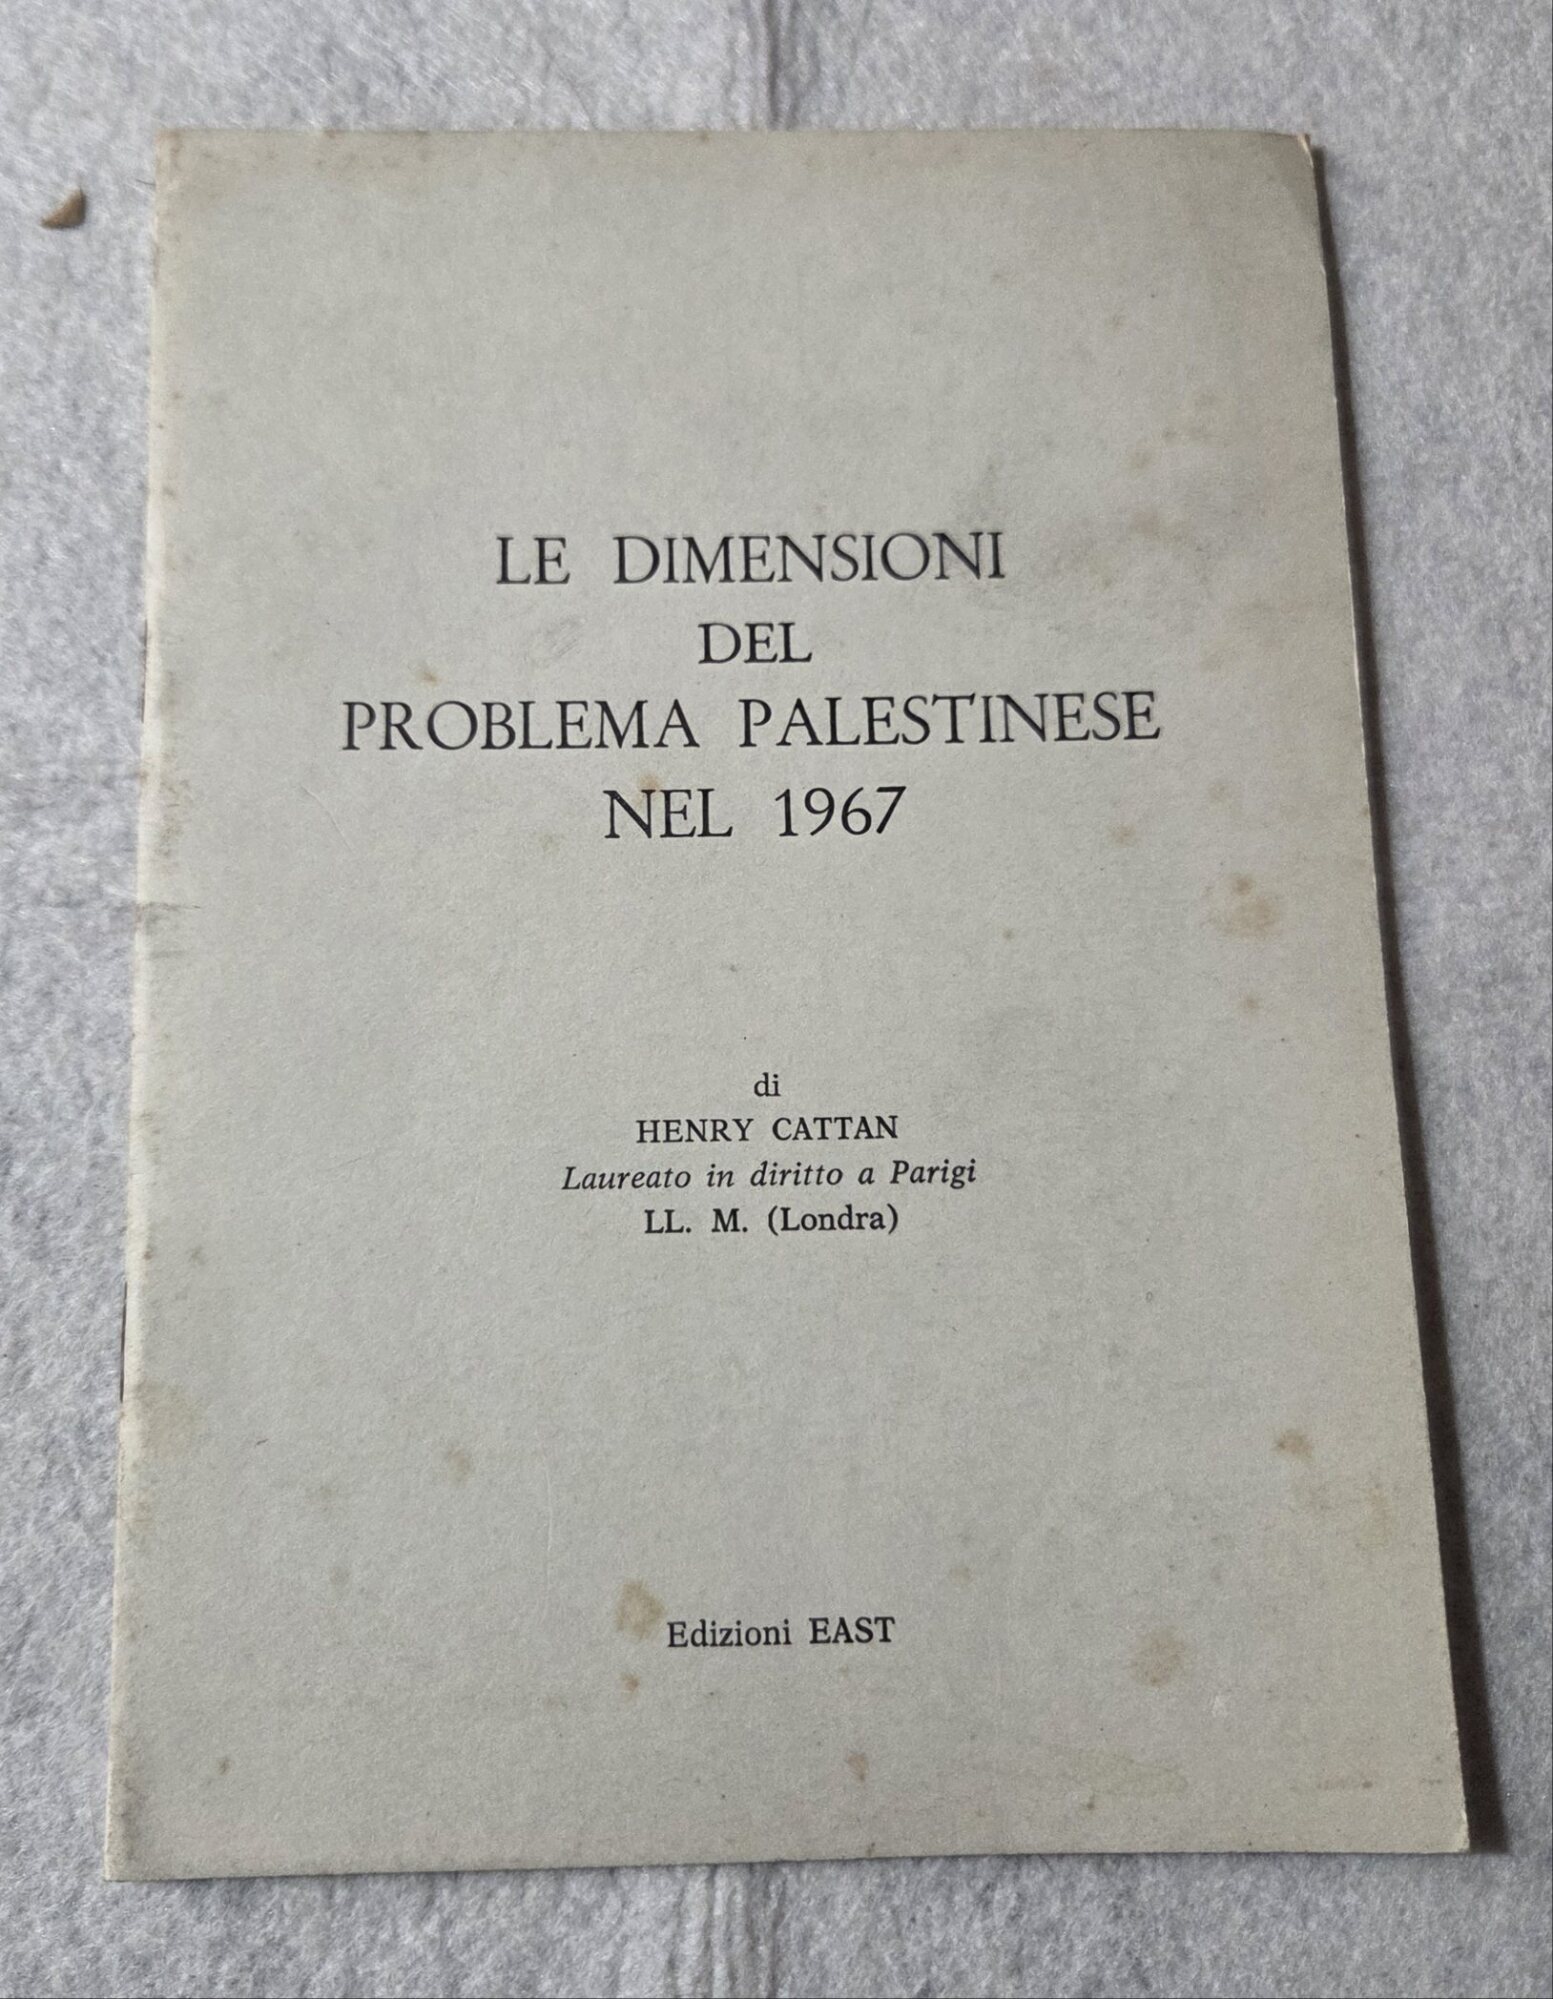 LE DIMENSIONI
DEL
PROBLEMA PALESTINESE
NEL 1967
di
HENRY CATTAN
Laureato in diritto a Parigi
LL. M. (Londra)
Edizioni EAST